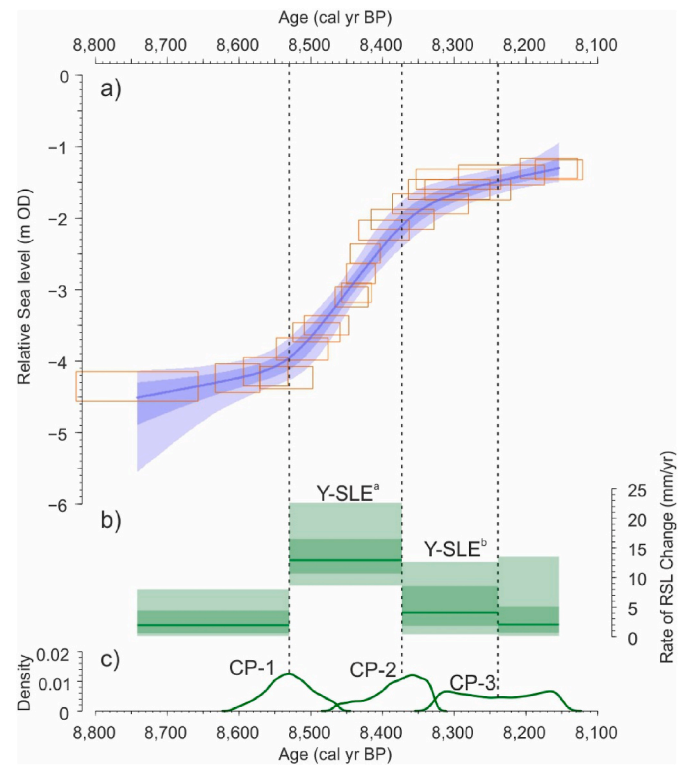 Age (cal yr BP)
8,800 8,700 8,600 8,500 8,400 8,300 8,200 8,100
a)
0
−1
−2
−3
−4
−5
−6
Relative Sea level (m OD)
b)
Y-SLEᵃ
Y-SLEᵇ
25
20
15
10
5
0
Rate of RSL Change (mm/yr)
c)
CP-1
CP-2
CP-3
0.02
0.01
0
Density
8,800 8,700 8,600 8,500 8,400 8,300 8,200 8,100
Age (cal yr BP)